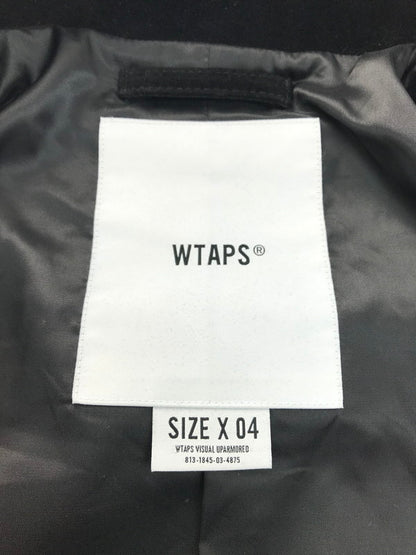 WTAPS®
SIZE X 04
WTAPS VISUAL UPARMORED
813-1845-03-4875